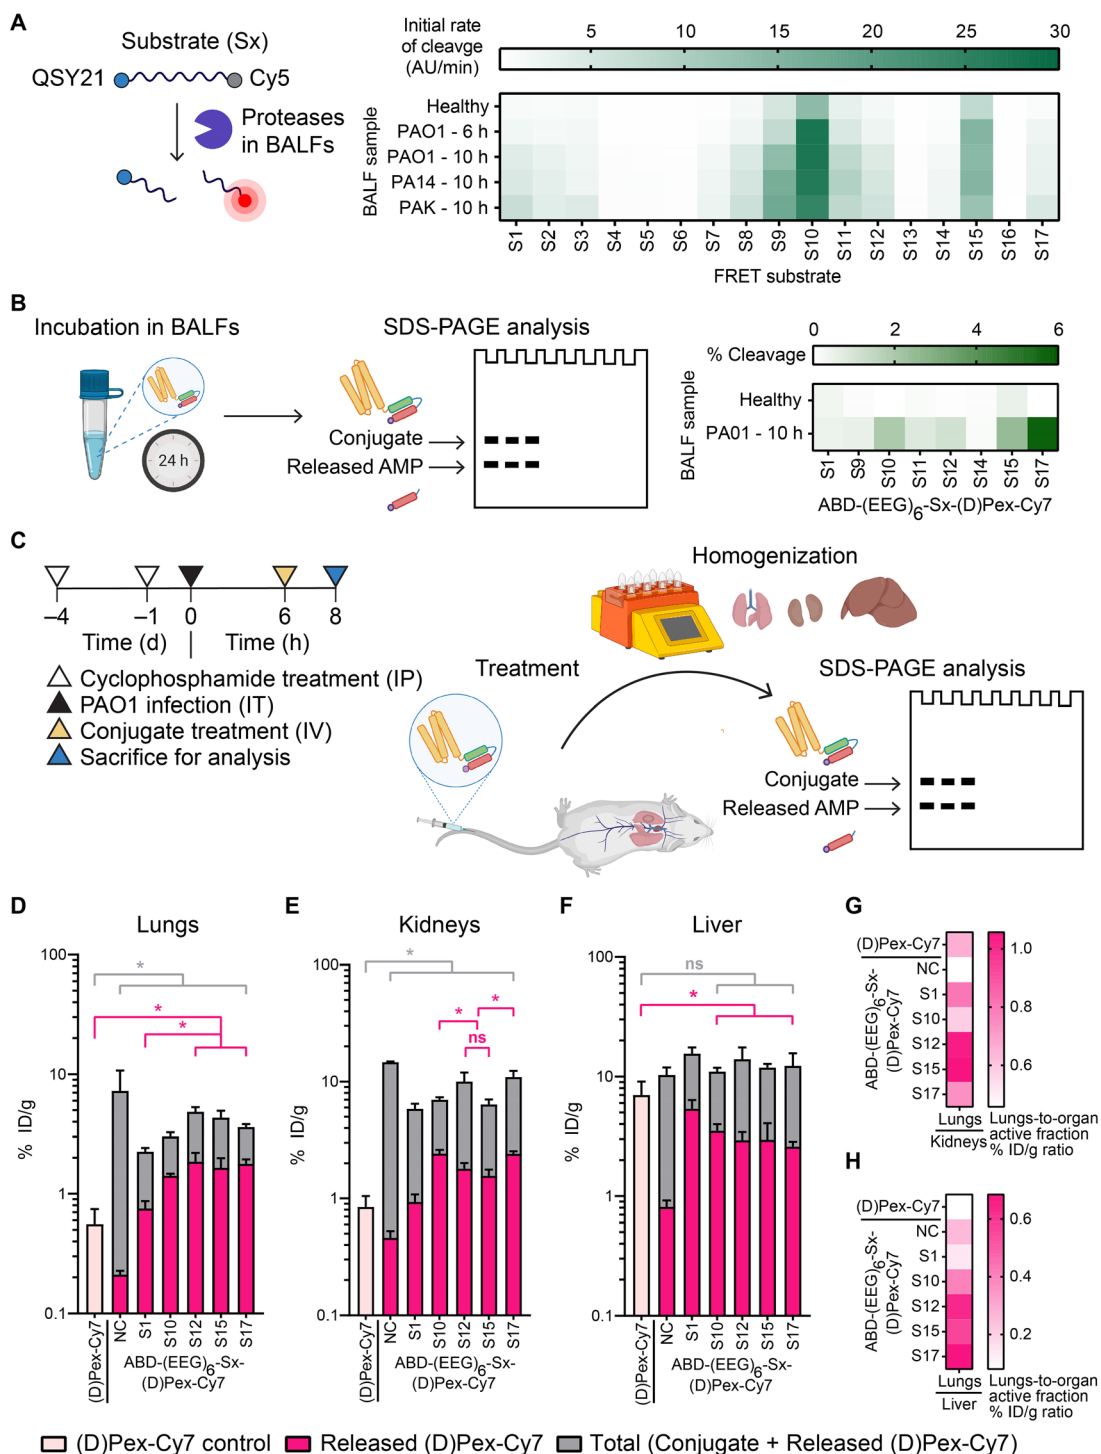 A
Substrate (Sx)
QSY21
Cy5
Proteases
in BALFs
Initial rate
of cleavge
(AU/min)
5 10 15 20 25 30
BALF sample
Healthy
PAO1 - 6 h
PAO1 - 10 h
PA14 - 10 h
PAK - 10 h
S1 S2 S3 S4 S5 S6 S7 S8 S9 S10 S11 S12 S13 S14 S15 S16 S17
FRET substrate
B
Incubation in BALFs
24 h
SDS-PAGE analysis
Conjugate
Released AMP
0 2 4 6
% Cleavage
BALF sample
Healthy
PA01 - 10 h
S1 S9 S10 S11 S12 S14 S15 S17
ABD-(EEG)6-Sx-(D)Pex-Cy7
C
–4 –1 0 6 8
Time (d) Time (h)
Cyclophosphamide treatment (IP)
PAO1 infection (IT)
Conjugate treatment (IV)
Sacrifice for analysis
Homogenization
Treatment
SDS-PAGE analysis
Conjugate
Released AMP
D
Lungs
% ID/g
100
10
1
0.1
*
*
*
(D)Pex-Cy7
NC S1 S10 S12 S15 S17
ABD-(EEG)6-Sx-
(D)Pex-Cy7
E
Kidneys
% ID/g
100
10
1
0.1
*
*
*
ns
(D)Pex-Cy7
NC S1 S10 S12 S15 S17
ABD-(EEG)6-Sx-
(D)Pex-Cy7
F
Liver
% ID/g
100
10
1
0.1
ns
*
(D)Pex-Cy7
NC S1 S10 S12 S15 S17
ABD-(EEG)6-Sx-
(D)Pex-Cy7
G
(D)Pex-Cy7
ABD-(EEG)6-Sx-
(D)Pex-Cy7
NC
S1
S10
S12
S15
S17
Lungs
Kidneys
1.0
0.8
0.6
Lungs-to-organ
active fraction
% ID/g ratio
H
(D)Pex-Cy7
ABD-(EEG)6-Sx-
(D)Pex-Cy7
NC
S1
S10
S12
S15
S17
Lungs
Liver
0.6
0.4
0.2
Lungs-to-organ
active fraction
% ID/g ratio
(D)Pex-Cy7 control
Released (D)Pex-Cy7
Total (Conjugate + Released (D)Pex-Cy7)